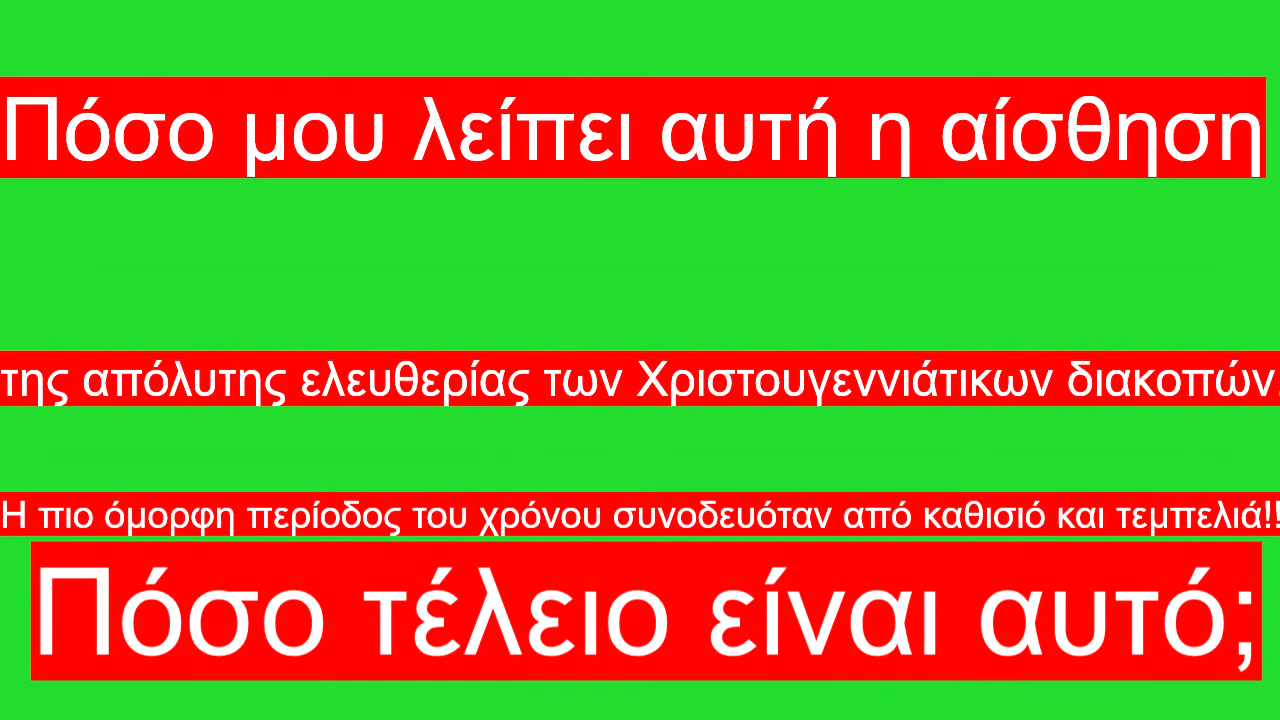 Πόσο μου λείπει αυτή η αίσθηση
της απόλυτης ελευθερίας των Χριστουγεννιάτικων διακοπών.
Η πιο όμορφη περίοδος του χρόνου συνοδευόταν από καθισιό και τεμπελιά!!
Πόσο τέλειο είναι αυτό;